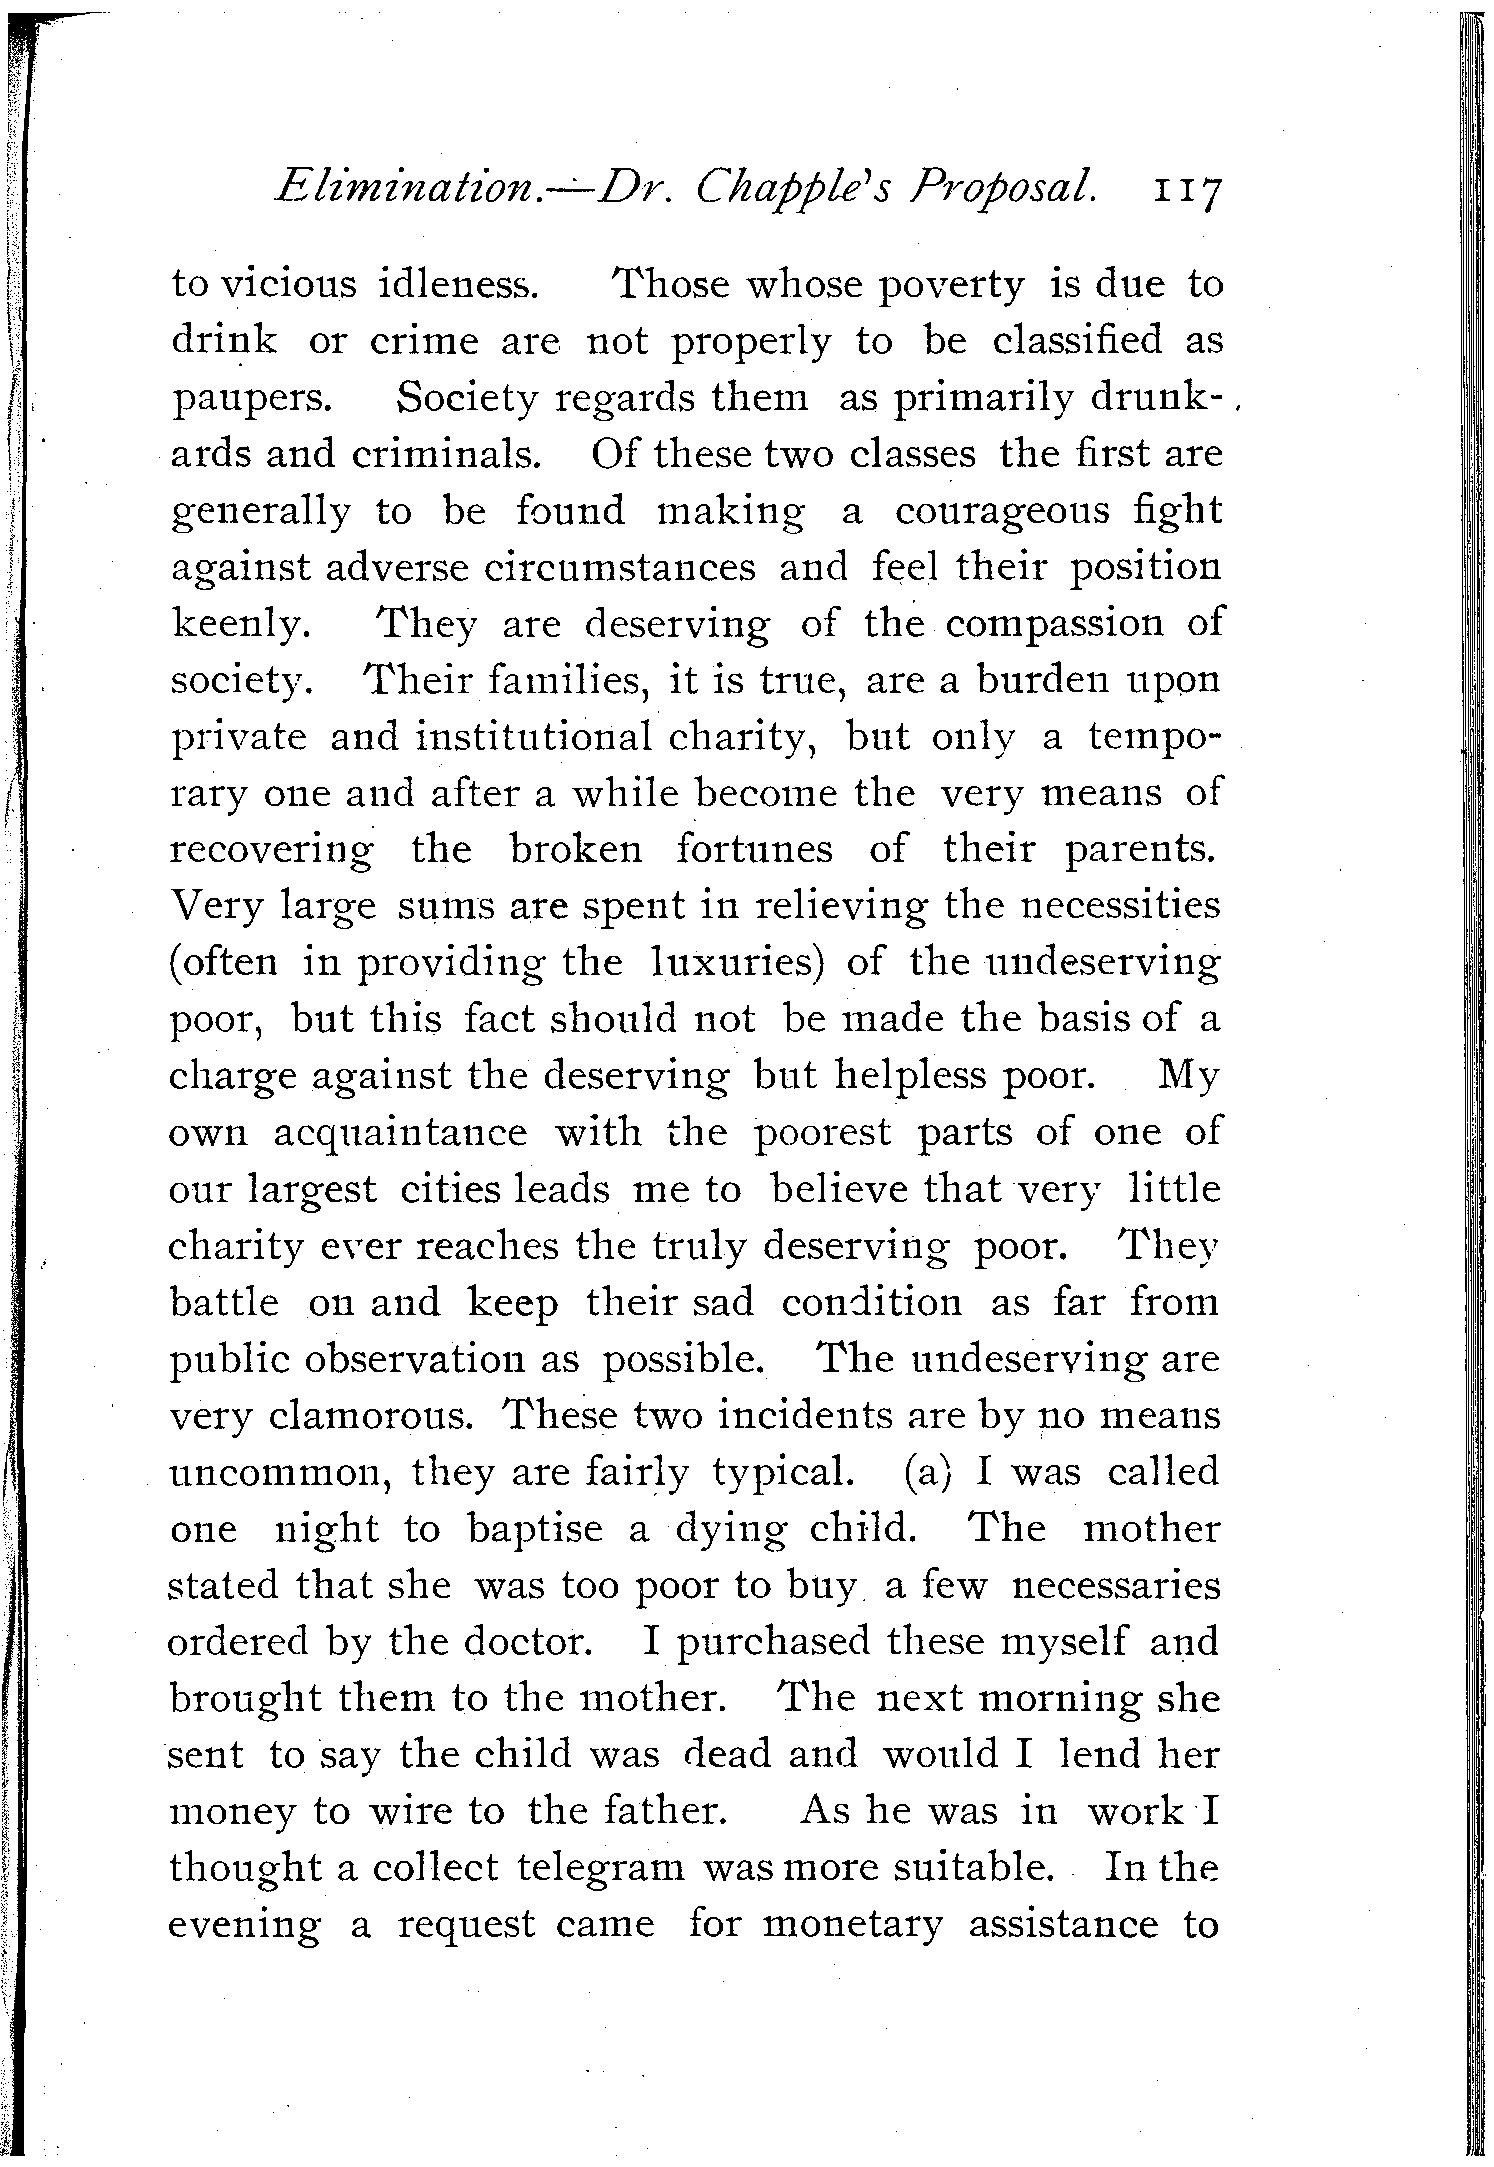 Elimination.—Dr. Chapple's Proposal. 117
to vicious idleness. Those whose poverty is due to
drink or crime are not properly to be classified as
paupers. Society regards them as primarily drunk-
ards and criminals. Of these two classes the first are
generally to be found making a courageous fight
against adverse circumstances and feel their position
keenly. They are deserving of the compassion of
society. Their families, it is true, are a burden upon
private and institutional charity, but only a tempo-
rary one and after a while become the very means of
recovering the broken fortunes of their parents.
Very large sums are spent in relieving the necessities
(often in providing the luxuries) of the undeserving
poor, but this fact should not be made the basis of a
charge against the deserving but helpless poor. My
own acquaintance with the poorest parts of one of
our largest cities leads me to believe that very little
charity ever reaches the truly deserving poor. They
battle on and keep their sad condition as far from
public observation as possible. The undeserving are
very clamorous. These two incidents are by no means
uncommon, they are fairly typical. (a) I was called
one night to baptise a dying child. The mother
stated that she was too poor to buy a few necessaries
ordered by the doctor. I purchased these myself and
brought them to the mother. The next morning she
sent to say the child was dead and would I lend her
money to wire to the father. As he was in work I
thought a collect telegram was more suitable. In the
evening a request came for monetary assistance to